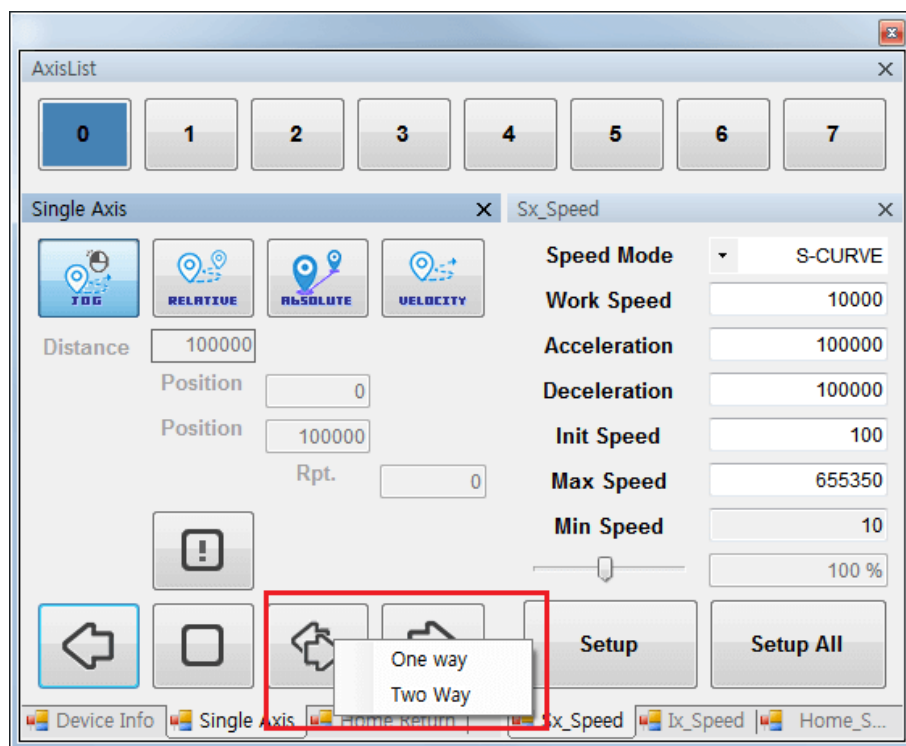 AxisList
0 1 2 3 4 5 6 7
Single Axis
JOG RELATIVE AbSOLUTE VELOCITY
Distance 100000
Position 0
Position 100000
Rpt. 0
One way
Two Way
Device Info Single Axis Home Return
Sx_Speed
Speed Mode S-CURVE
Work Speed 10000
Acceleration 100000
Deceleration 100000
Init Speed 100
Max Speed 655350
Min Speed 10
100 %
Setup Setup All
Sx_Speed Ix_Speed Home_S...